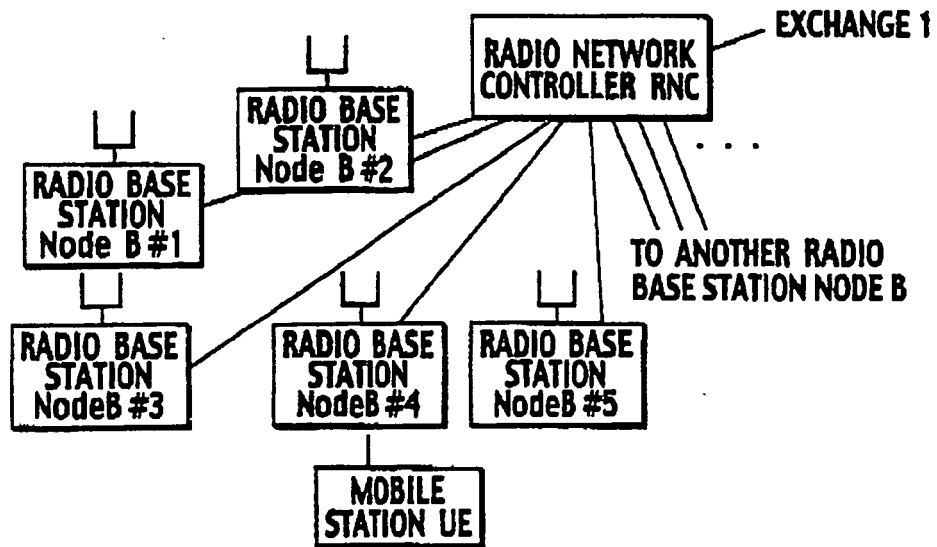 EXCHANGE 1
RADIO NETWORK
CONTROLLER RNC
RADIO BASE
STATION
Node B #2
RADIO BASE
STATION
Node B #1
. . .
TO ANOTHER RADIO
BASE STATION NODE B
RADIO BASE
STATION
NodeB #3
RADIO BASE
STATION
NodeB #4
RADIO BASE
STATION
NodeB #5
MOBILE
STATION UE